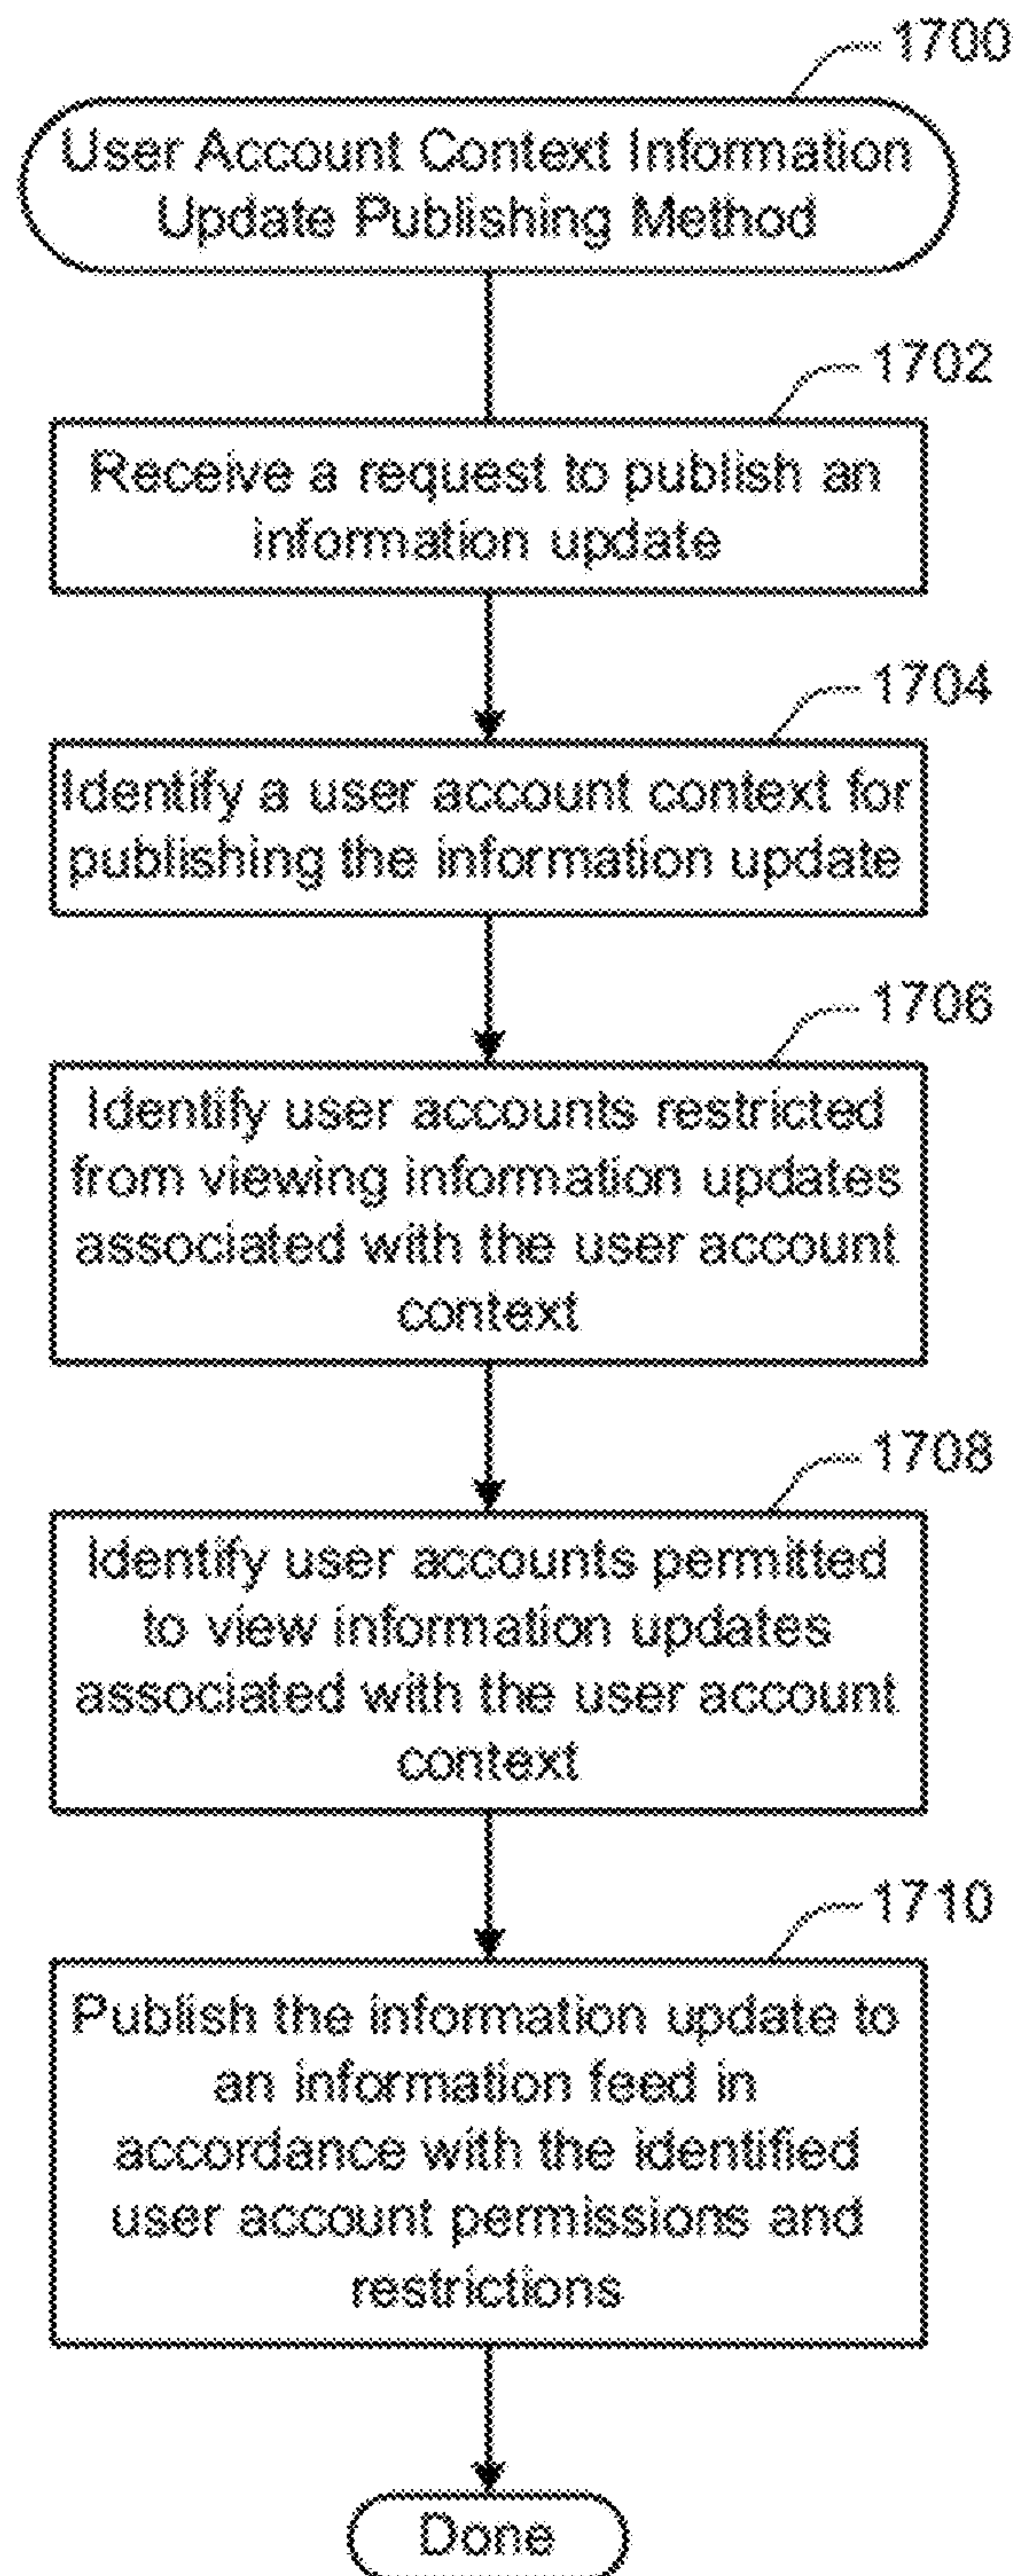 1700
User Account Context Information
Update Publishing Method
1702
Receive a request to publish an
information update
1704
Identify a user account context for
publishing the information update
1706
Identify user accounts restricted
from viewing information updates
associated with the user account
context
1708
Identify user accounts permitted
to view information updates
associated with the user account
context
1710
Publish the information update to
an information feed in
accordance with the identified
user account permissions and
restrictions
Done